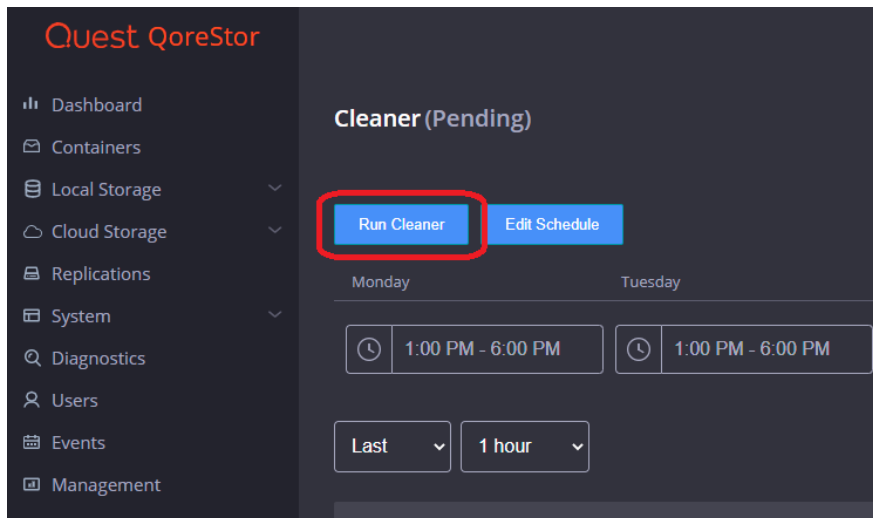 Quest QoreStor
Dashboard
Containers
Local Storage
Cloud Storage
Replications
System
Diagnostics
Users
Events
Management
Cleaner (Pending)
Run Cleaner
Edit Schedule
Monday
Tuesday
1:00 PM - 6:00 PM
1:00 PM - 6:00 PM
Last
1 hour